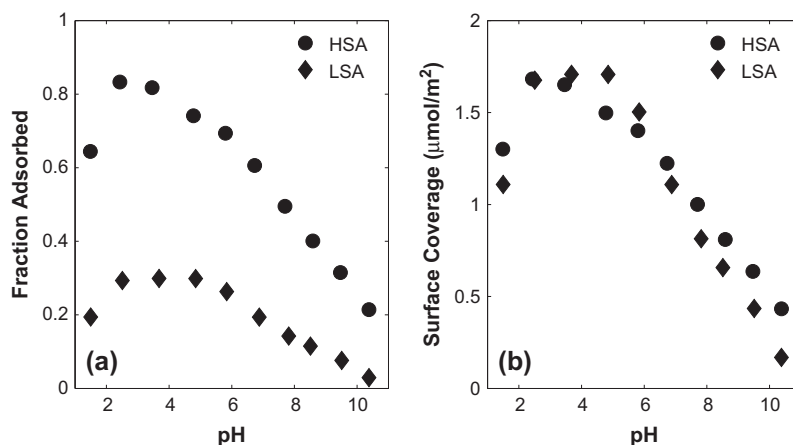 1
0.8
0.6
0.4
0.2
0
2 4 6 8 10
Fraction Adsorbed
pH
HSA
LSA
(a)
2
1.5
1
0.5
0
2 4 6 8 10
Surface Coverage (μmol/m²)
pH
HSA
LSA
(b)